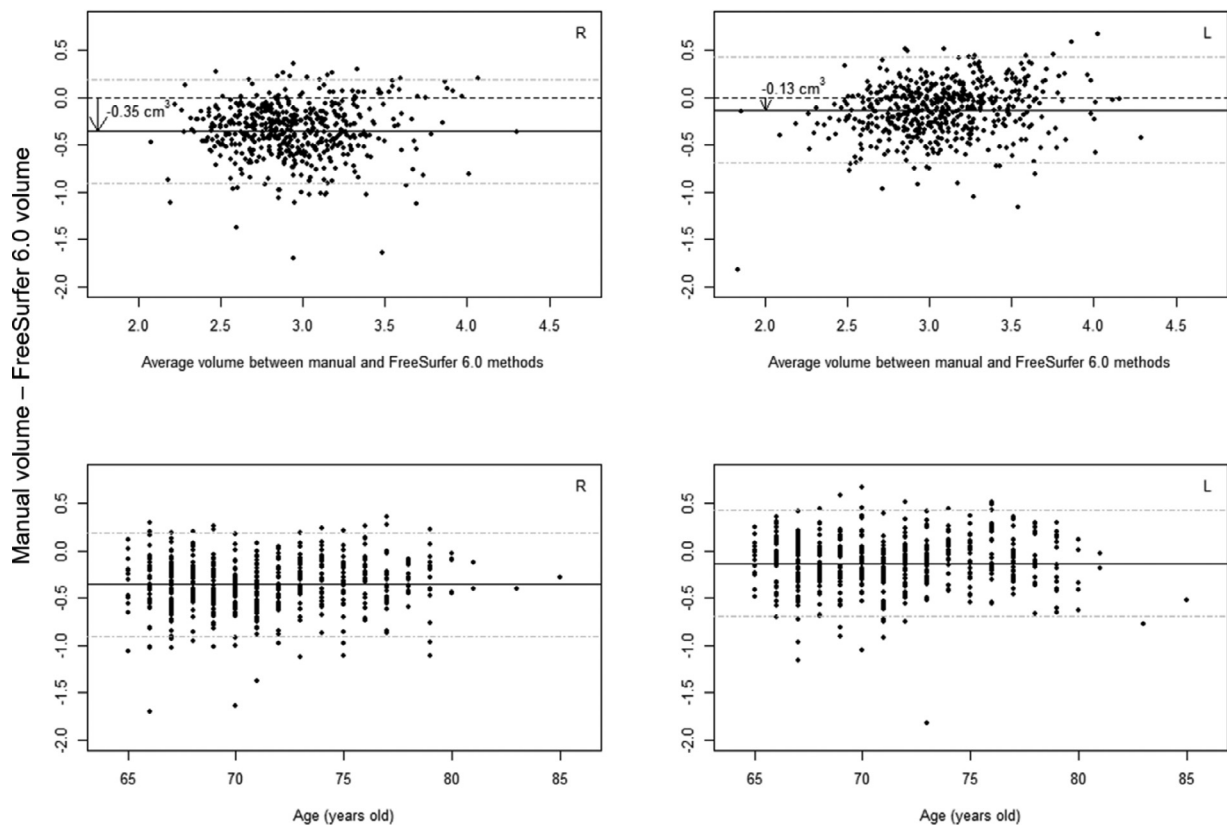 Manual volume – FreeSurfer 6.0 volume
R
0.5
0.0
-0.5
-1.0
-1.5
-2.0
-0.35 cm³
2.0 2.5 3.0 3.5 4.0 4.5
Average volume between manual and FreeSurfer 6.0 methods
L
0.5
0.0
-0.5
-1.0
-1.5
-2.0
-0.13 cm³
2.0 2.5 3.0 3.5 4.0 4.5
Average volume between manual and FreeSurfer 6.0 methods
R
0.5
0.0
-0.5
-1.0
-1.5
-2.0
65 70 75 80 85
Age (years old)
L
0.5
0.0
-0.5
-1.0
-1.5
-2.0
65 70 75 80 85
Age (years old)